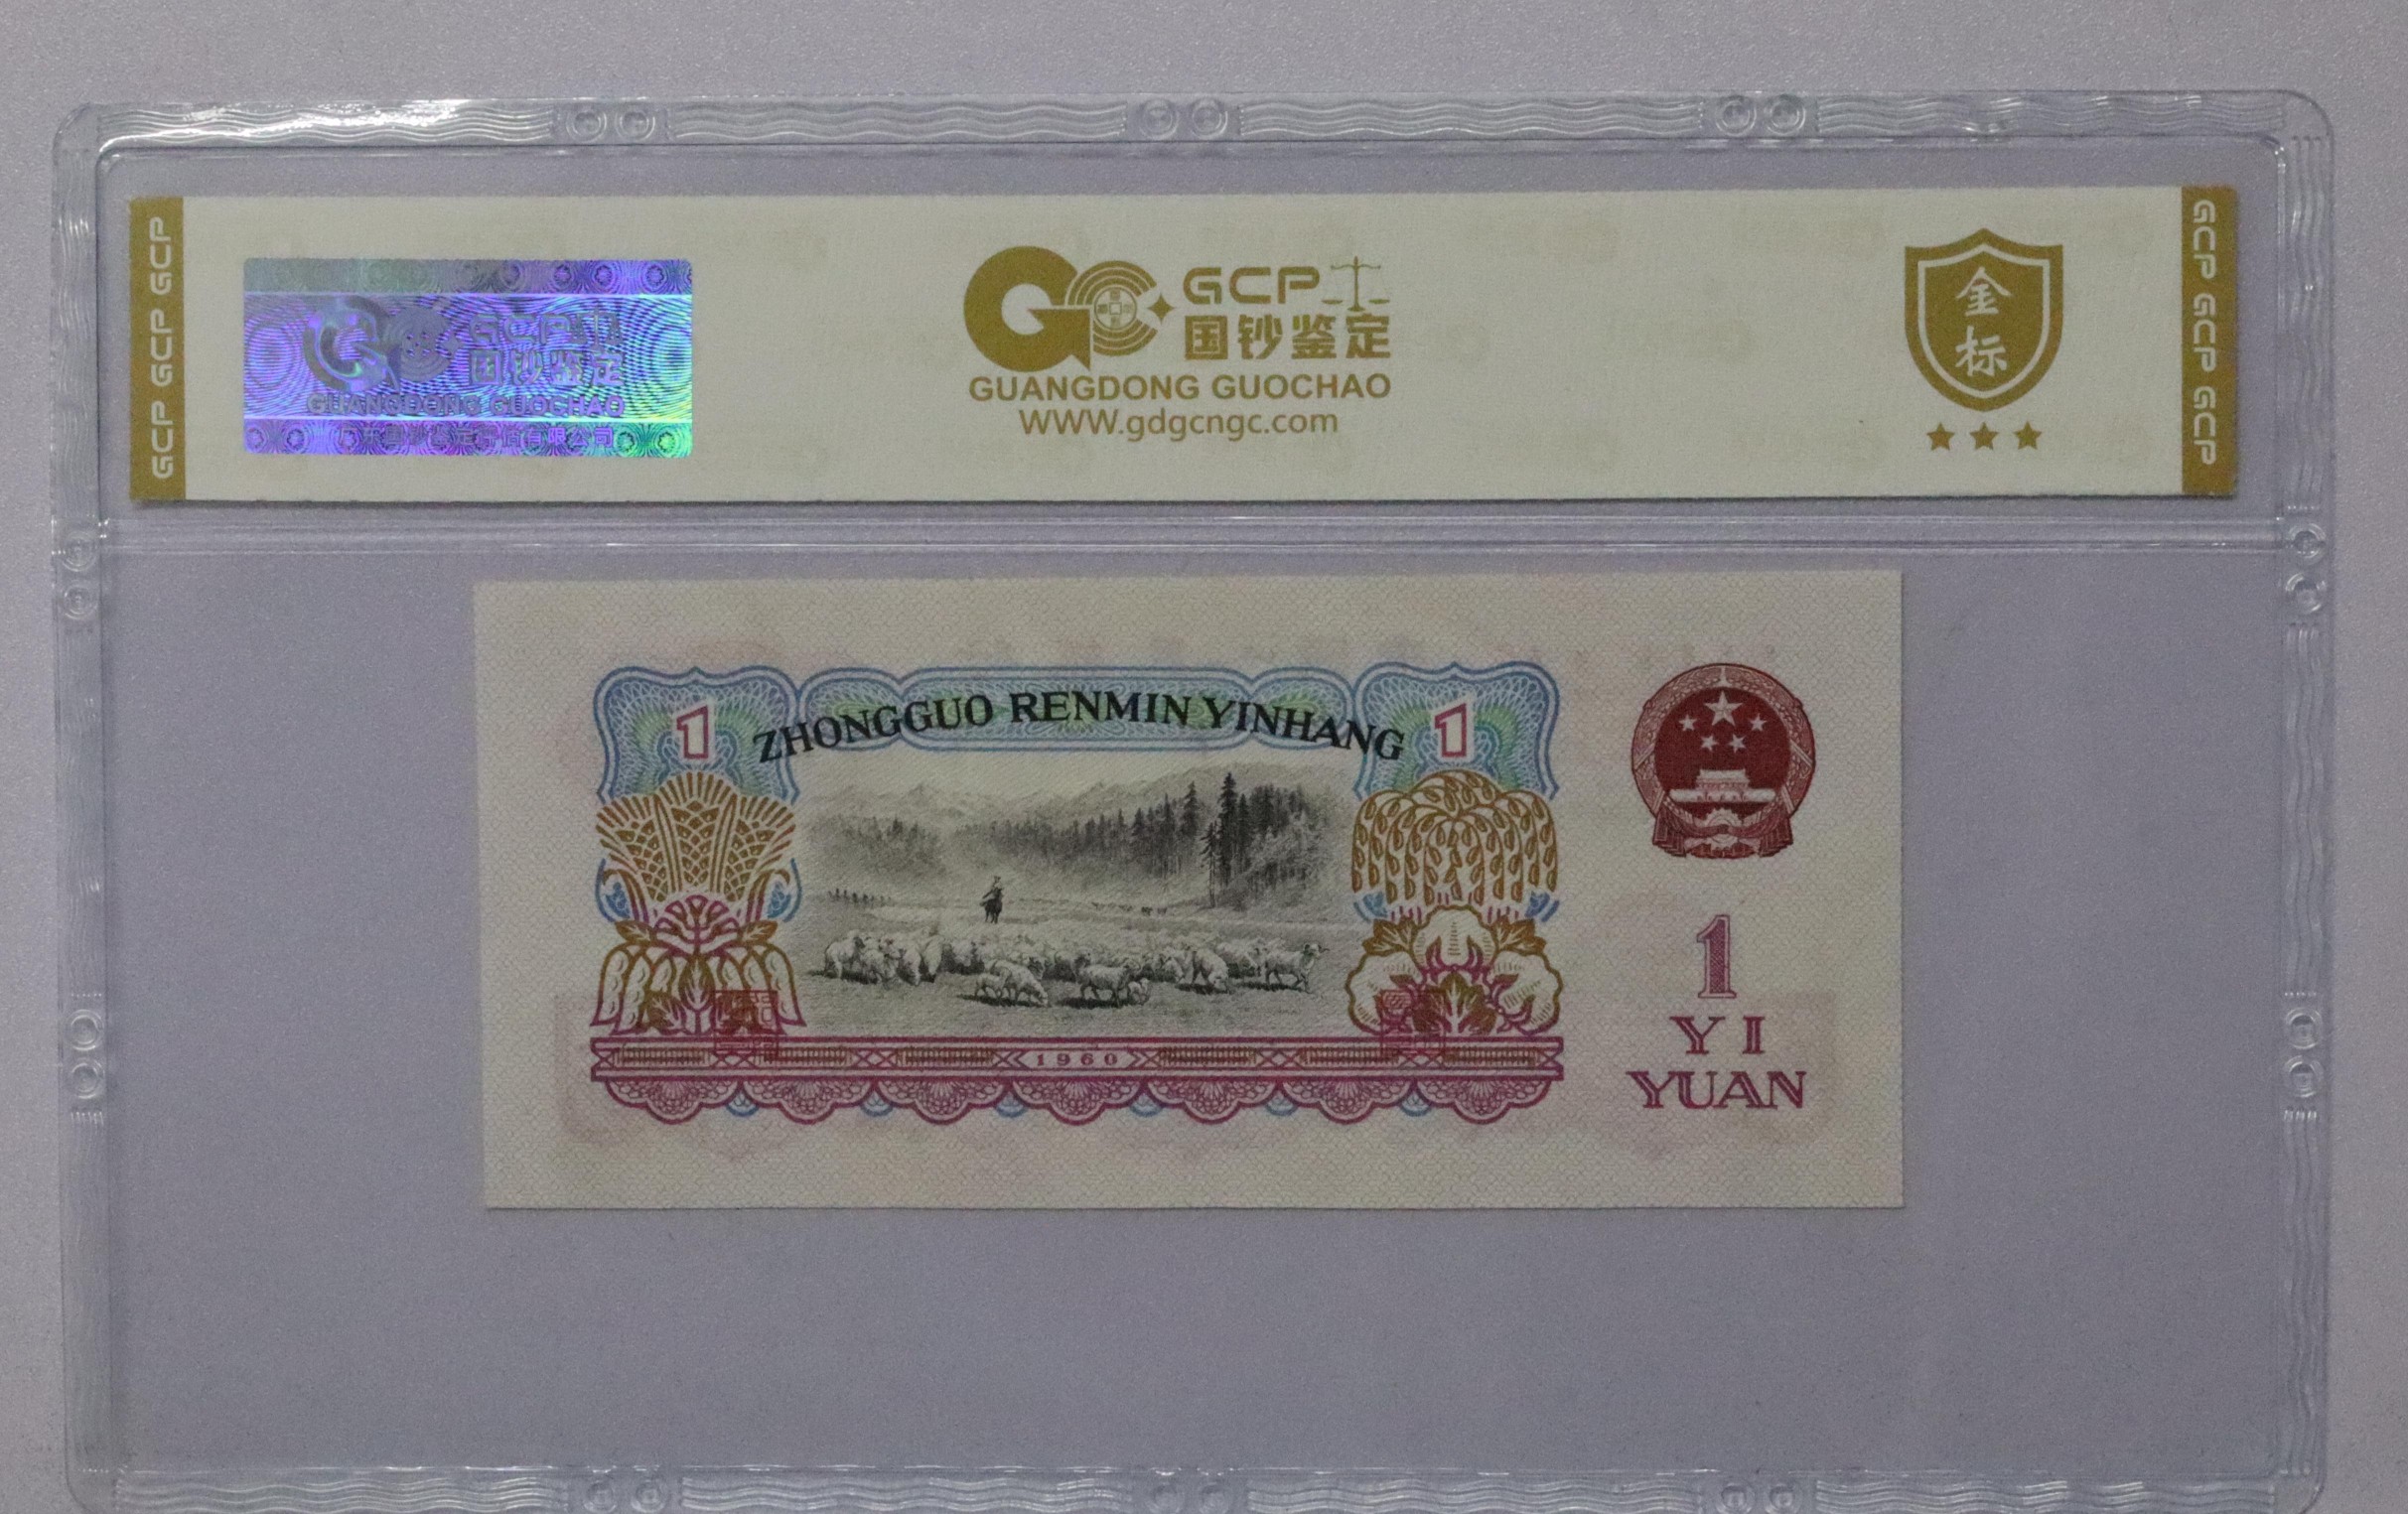 GCP GCP GCP
GCP
国钞鉴定
GUANGDONG GUOCHAO
GCP
国钞鉴定
GUANGDONG GUOCHAO
WWW.gdgcngc.com
金
标
GCP GCP GCP
ZHONGGUO RENMIN YINHANG
1
1
1960
1
YI
YUAN